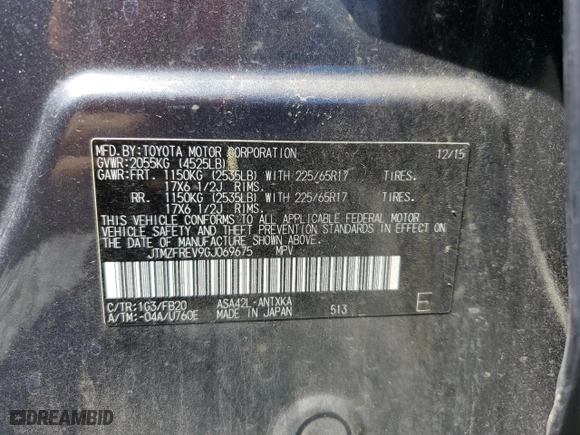 MFD.BY:TOYOTA MOTOR CORPORATION 12/15
GVWR:2055KG (4525LB)
GAWR:FRT. 1150KG (2535LB) WITH 225/65R17 TIRES.
17X6 1/2J RIMS.
RR. 1150KG (2535LB) WITH 225/65R17 TIRES.
17X6 1/2J RIMS.
THIS VEHICLE CONFORMS TO ALL APPLICABLE FEDERAL MOTOR
VEHICLE SAFETY AND THEFT PREVENTION STANDARDS IN EFFECT
ON THE DATE OF MANUFACTURE SHOWN ABOVE.
JTMZFREV9GJ069675 MPV
C/TR:1G3/FB20 ASA42L-ANTXKA
A/TM:-04A/U760E MADE IN JAPAN 513 E
DREAMBID